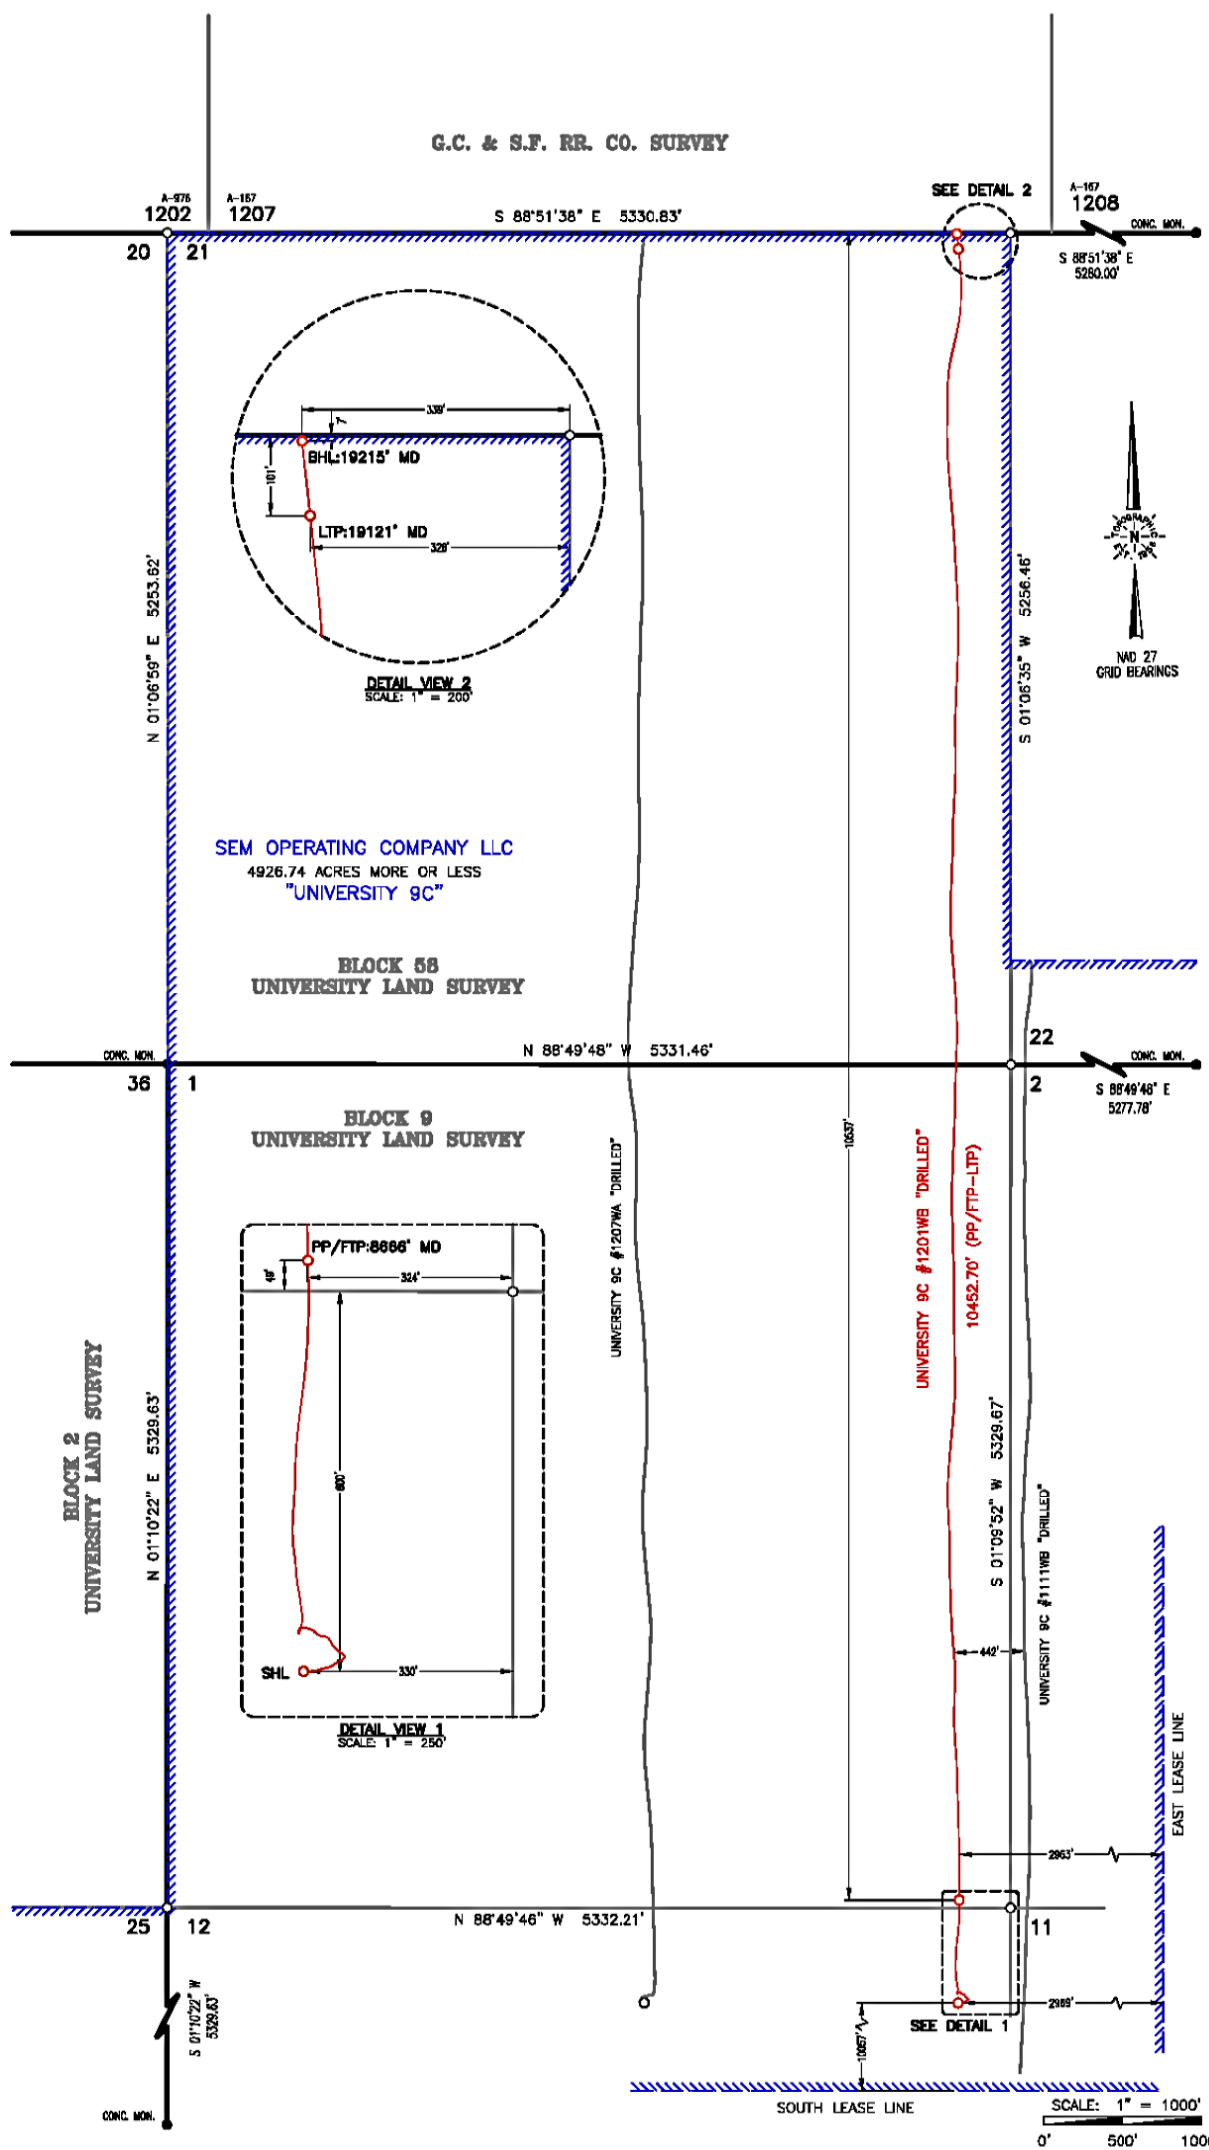 G.C. & S.F. RR. CO. SURVEY
SEE DETAIL 2
A-976
1202
A-167
1207
S 88°51'38" E 5330.83'
A-167
1208
CONC. MON.
20
21
S 88°51'38" E
5280.00'
339'
7'
BHL:19215' MD
101'
LTP:19121' MD
328'
DETAIL VIEW 2
SCALE: 1" = 200'
N 01°06'59" E 5253.62'
S 01°06'35" W 5256.46'
N
NAD 27
GRID BEARINGS
SEM OPERATING COMPANY LLC
4926.74 ACRES MORE OR LESS
"UNIVERSITY 9C"
BLOCK 58
UNIVERSITY LAND SURVEY
22
CONC. MON.
N 88°49'48" W 5331.46'
CONC. MON.
36
1
2
S 88°49'48" E
5277.78'
BLOCK 9
UNIVERSITY LAND SURVEY
10537'
UNIVERSITY 9C #1207WA "DRILLED"
UNIVERSITY 9C #1201WB "DRILLED"
10452.70' (PP/FTP-LTP)
PP/FTP:8666' MD
49'
324'
600'
SHL
330'
DETAIL VIEW 1
SCALE: 1" = 250'
BLOCK 2
UNIVERSITY LAND SURVEY
N 01°10'22" E 5329.63'
S 01°09'52" W 5329.67'
UNIVERSITY 9C #1111WB "DRILLED"
442'
EAST LEASE LINE
2963'
25
12
N 88°49'46" W 5332.21'
11
S 01°10'22" W
5329.63'
SEE DETAIL 1
10057'
SOUTH LEASE LINE
CONC. MON.
SCALE: 1" = 1000'
0'
500'